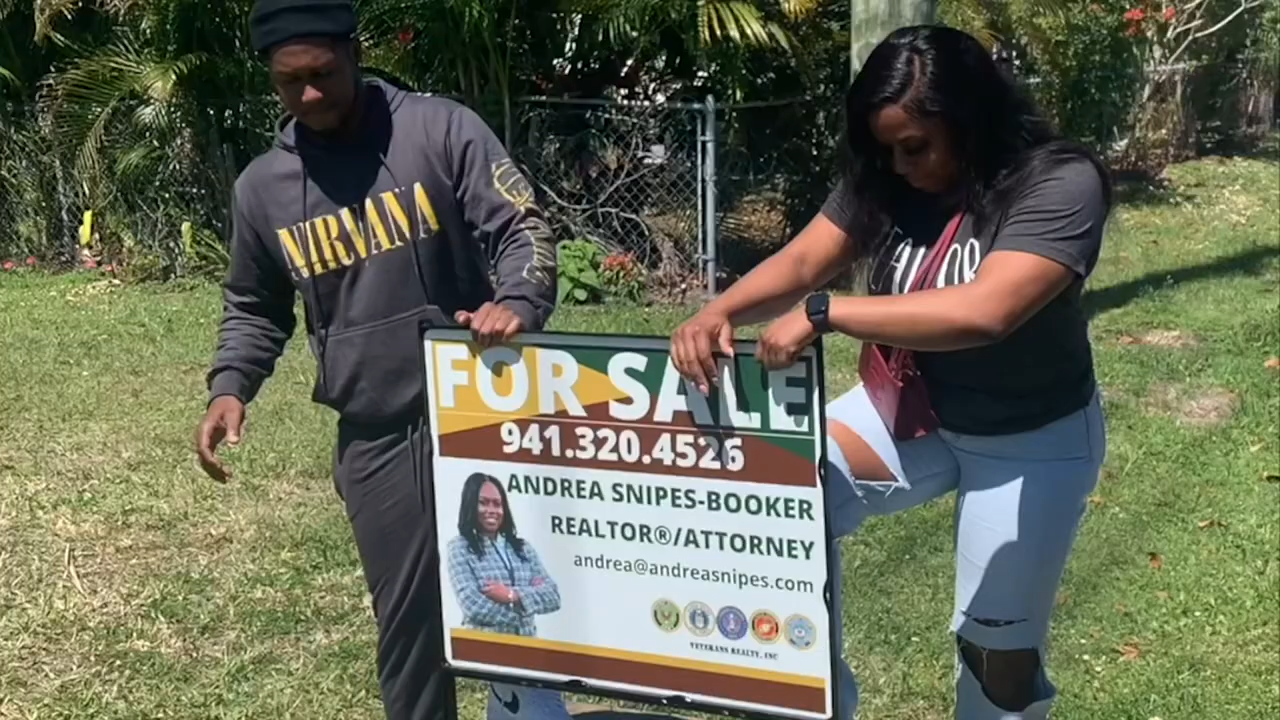 NIRVANA
FOR SALE
941.320.4526
ANDREA SNIPES-BOOKER
REALTOR®/ATTORNEY
andrea@andreasnipes.com
VETERANS REALTY, INC